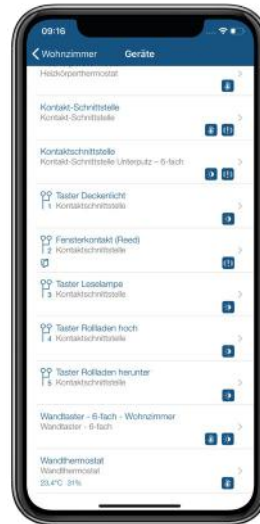 09:16
Wohnzimmer Geräte
Heizkörperthermostat
Kontakt-Schnittstelle
Kontakt-Schnittstelle
Kontaktschnittstelle
Kontakt-Schnittstelle Unterputz – 6-fach
Taster Deckenlicht
1 Kontaktschnittstelle
Fensterkontakt (Reed)
2 Kontaktschnittstelle
Taster Leselampe
3 Kontaktschnittstelle
Taster Rollladen hoch
4 Kontaktschnittstelle
Taster Rollladen herunter
5 Kontaktschnittstelle
Wandtaster - 6-fach - Wohnzimmer
Wandtaster - 6-fach
Wandthermostat
Wandthermostat
23,4°C 31%